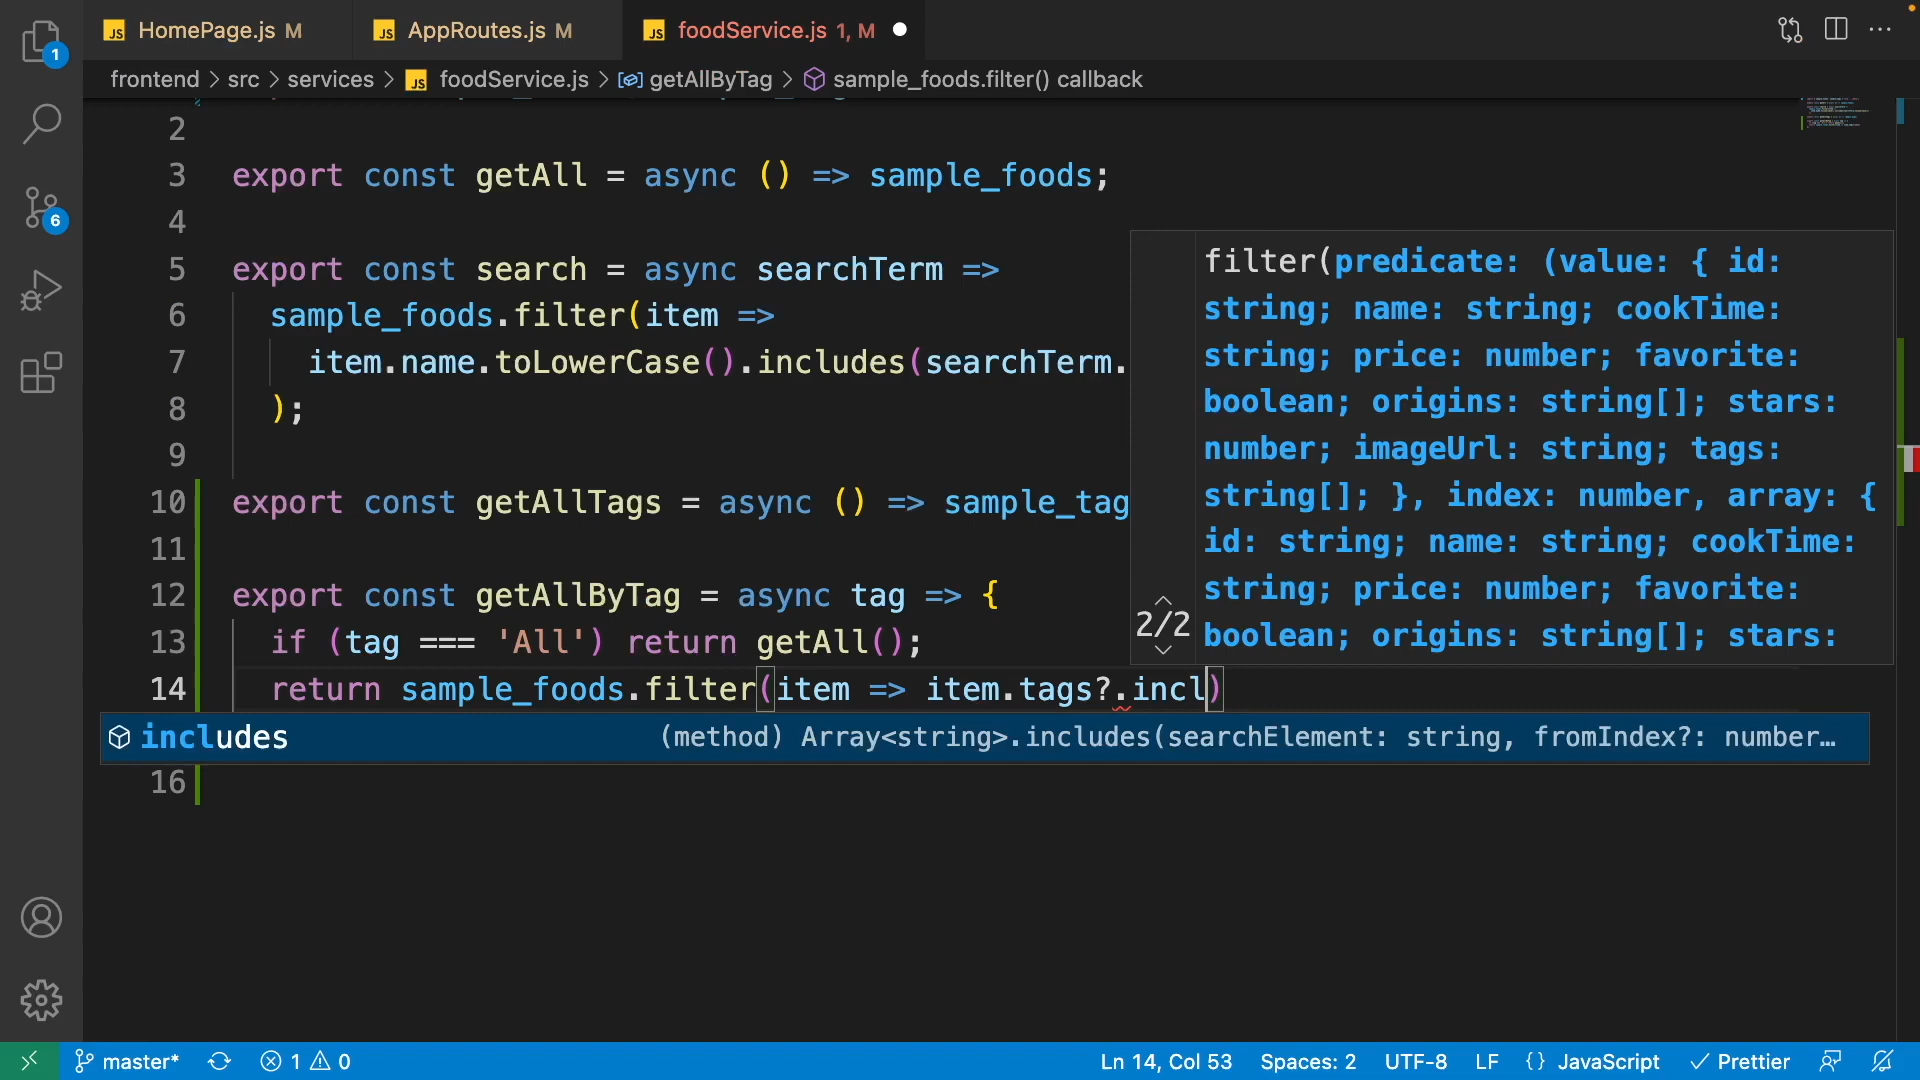 1
JS HomePage.js M
JS AppRoutes.js M
JS foodService.js 1, M
frontend > src > services > JS foodService.js > getAllByTag > sample_foods.filter() callback
2
3 export const getAll = async () => sample_foods;
4
6
5 export const search = async searchTerm =>
6 sample_foods.filter(item =>
7 item.name.toLowerCase().includes(searchTerm.
8 );
9
10 export const getAllTags = async () => sample_tag
11
12 export const getAllByTag = async tag => {
13 if (tag === 'All') return getAll();
14 return sample_foods.filter(item => item.tags?.incl)
16
filter(predicate: (value: { id:
string; name: string; cookTime:
string; price: number; favorite:
boolean; origins: string[]; stars:
number; imageUrl: string; tags:
string[]; }, index: number, array: {
id: string; name: string; cookTime:
string; price: number; favorite:
boolean; origins: string[]; stars:
2/2
includes (method) Array<string>.includes(searchElement: string, fromIndex?: number…
master* 1 0 Ln 14, Col 53 Spaces: 2 UTF-8 LF {} JavaScript Prettier